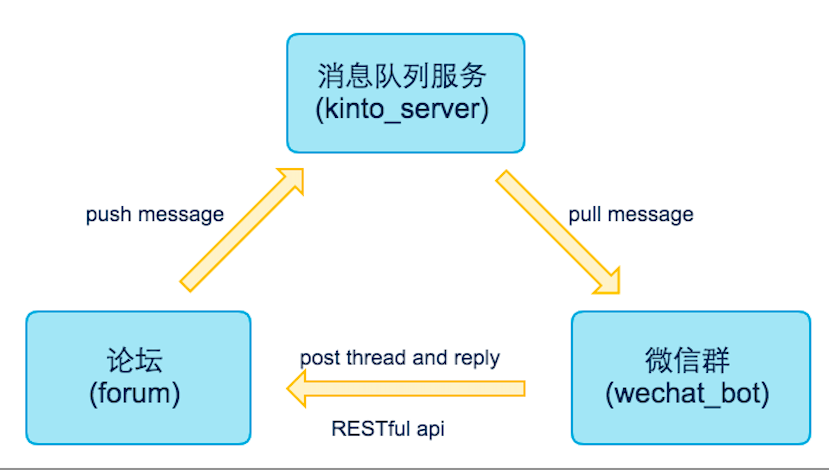 消息队列服务
(kinto_server)
push message
pull message
论坛
(forum)
post thread and reply
RESTful api
微信群
(wechat_bot)